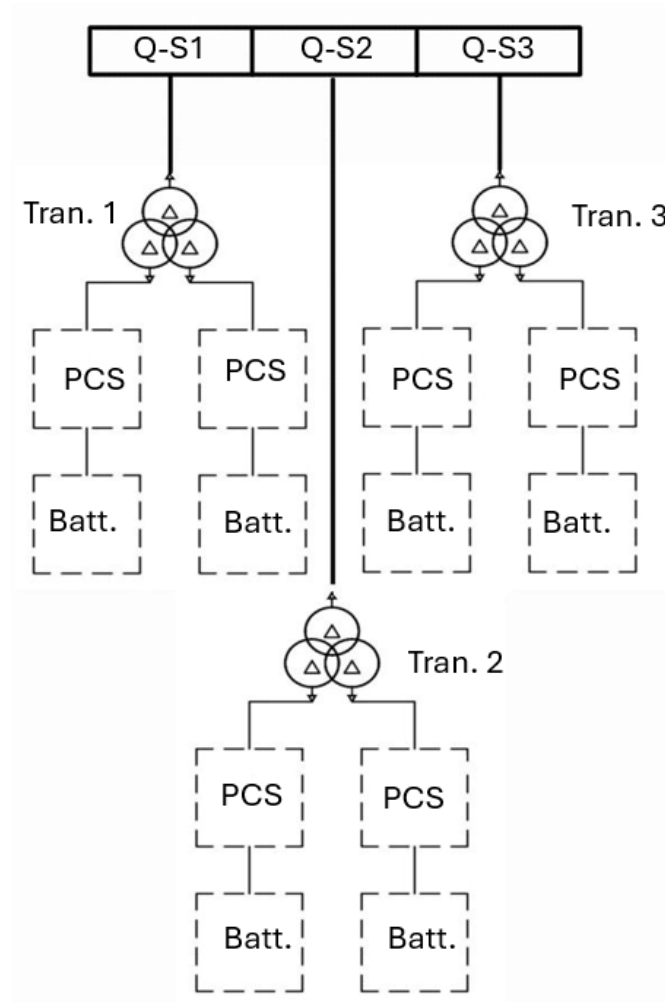 Q-S1 Q-S2 Q-S3
Tran. 1
Tran. 3
PCS PCS PCS PCS
Batt. Batt. Batt. Batt.
Tran. 2
PCS PCS
Batt. Batt.